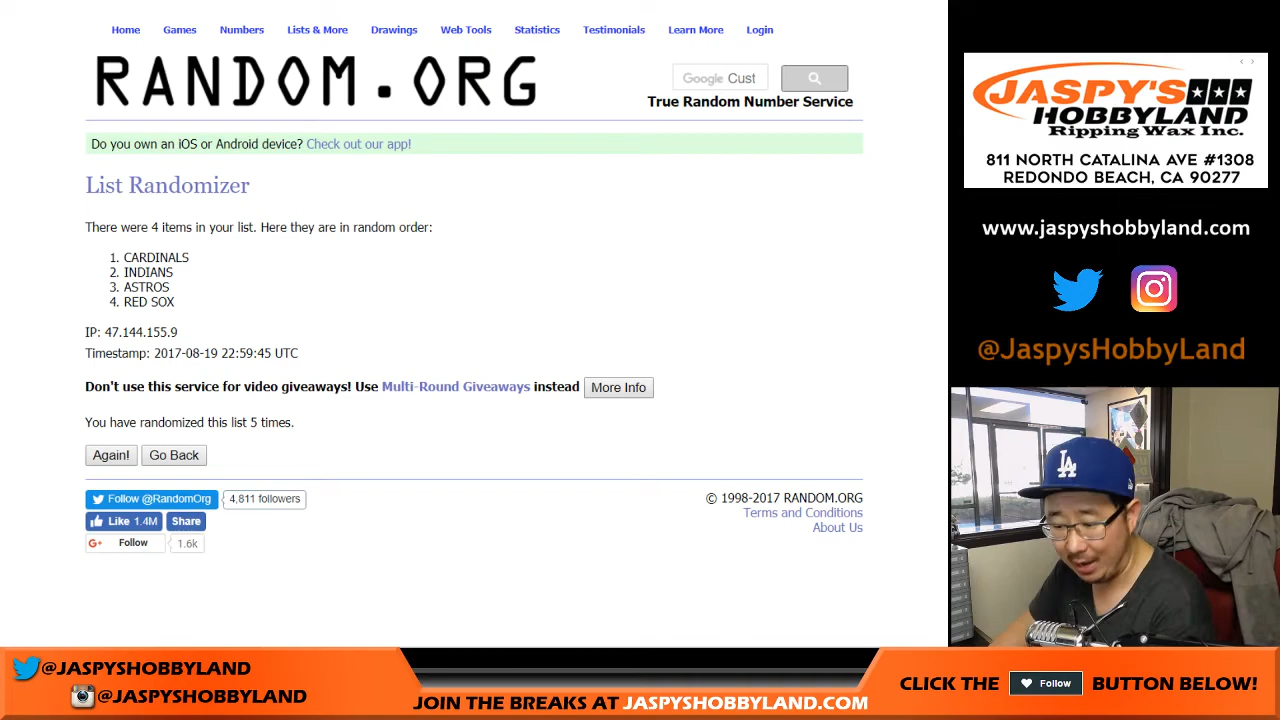 Home Games Numbers Lists & More Drawings Web Tools Statistics Testimonials Learn More Login
RANDOM.ORG
Google Cust
True Random Number Service
Do you own an iOS or Android device? Check out our app!
List Randomizer
There were 4 items in your list. Here they are in random order:
1. CARDINALS
2. INDIANS
3. ASTROS
4. RED SOX
IP: 47.144.155.9
Timestamp: 2017-08-19 22:59:45 UTC
Don't use this service for video giveaways! Use Multi-Round Giveaways instead More Info
You have randomized this list 5 times.
Again! Go Back
Follow @RandomOrg 4,811 followers
Like 1.4M Share
G+ Follow 1.6k
© 1998-2017 RANDOM.ORG
Terms and Conditions
About Us
JASPY'S
HOBBYLAND
Ripping Wax Inc.
811 NORTH CATALINA AVE #1308
REDONDO BEACH, CA 90277
www.jaspyshobbyland.com
@JaspysHobbyLand
LA
@JASPYSHOBBYLAND
@JASPYSHOBBYLAND
JOIN THE BREAKS AT JASPYSHOBBYLAND.COM
CLICK THE Follow BUTTON BELOW!